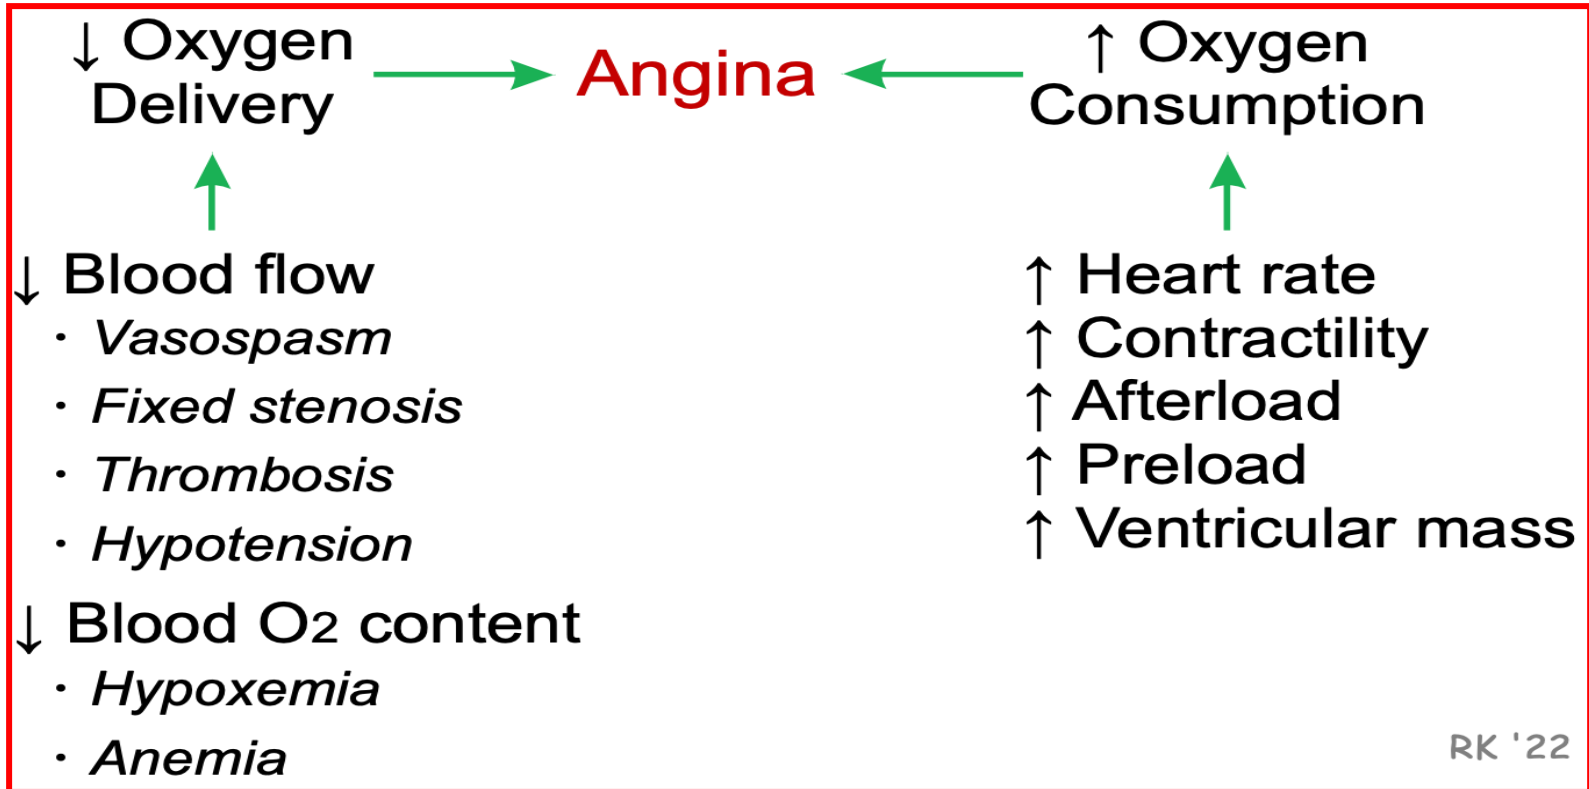 ↓ Oxygen
Delivery
Angina
↑ Oxygen
Consumption
↓ Blood flow
· Vasospasm
· Fixed stenosis
· Thrombosis
· Hypotension
↓ Blood O2 content
· Hypoxemia
· Anemia
↑ Heart rate
↑ Contractility
↑ Afterload
↑ Preload
↑ Ventricular mass
RK '22